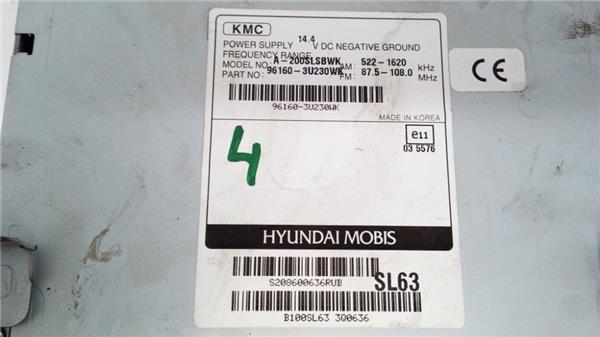 KMC
POWER SUPPLY 14.4 V DC NEGATIVE GROUND
FREQUENCY RANGE
MODEL NO: A-200SLSBWK AM: 522-1620 kHz
PART NO: 96160-3U230WK FM: 87.5-108.0 MHz
96160-3U230WK
MADE IN KOREA
e11
03 5576
CE
4
HYUNDAI MOBIS
S208600636RUB
SL63
B100SL63 3Q0636